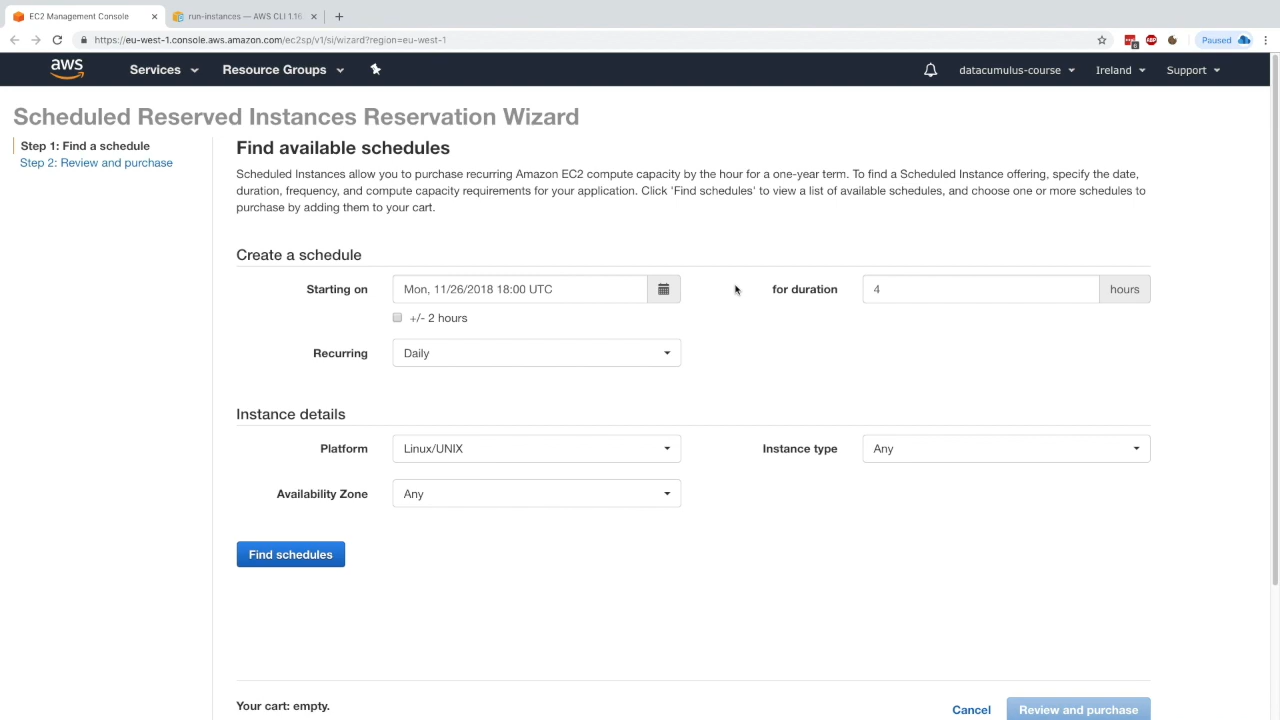 EC2 Management Console
run-instances — AWS CLI 1.16
https://eu-west-1.console.aws.amazon.com/ec2sp/v1/si/wizard?region=eu-west-1
Paused
aws
Services
Resource Groups
datacumulus-course
Ireland
Support
Scheduled Reserved Instances Reservation Wizard
Step 1: Find a schedule
Step 2: Review and purchase
Find available schedules
Scheduled Instances allow you to purchase recurring Amazon EC2 compute capacity by the hour for a one-year term. To find a Scheduled Instance offering, specify the date,
duration, frequency, and compute capacity requirements for your application. Click 'Find schedules' to view a list of available schedules, and choose one or more schedules to
purchase by adding them to your cart.
Create a schedule
Starting on
Mon, 11/26/2018 18:00 UTC
for duration
4
hours
+/- 2 hours
Recurring
Daily
Instance details
Platform
Linux/UNIX
Instance type
Any
Availability Zone
Any
Find schedules
Your cart: empty.
Cancel
Review and purchase